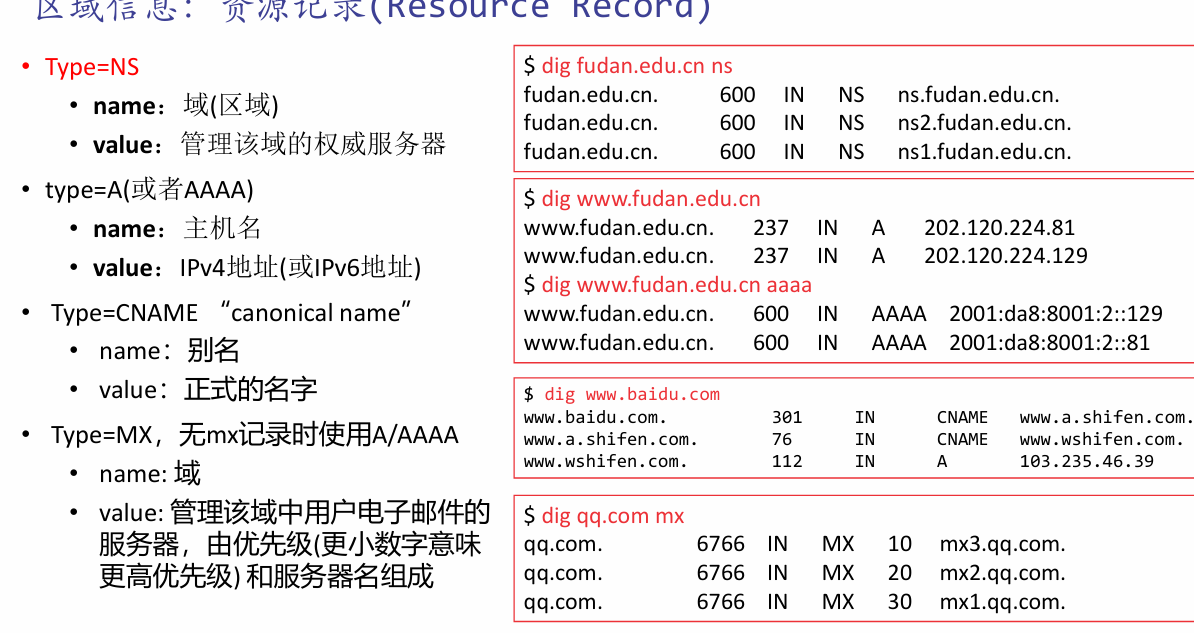 区域信息：资源记录(Resource Record)
• Type=NS
• name：域(区域)
• value：管理该域的权威服务器
• type=A(或者AAAA)
• name：主机名
• value：IPv4地址(或IPv6地址)
• Type=CNAME “canonical name”
• name：别名
• value：正式的名字
• Type=MX，无mx记录时使用A/AAAA
• name: 域
• value: 管理该域中用户电子邮件的
服务器，由优先级(更小数字意味
更高优先级) 和服务器名组成
$ dig fudan.edu.cn ns
fudan.edu.cn. 600 IN NS ns.fudan.edu.cn.
fudan.edu.cn. 600 IN NS ns2.fudan.edu.cn.
fudan.edu.cn. 600 IN NS ns1.fudan.edu.cn.
$ dig www.fudan.edu.cn
www.fudan.edu.cn. 237 IN A 202.120.224.81
www.fudan.edu.cn. 237 IN A 202.120.224.129
$ dig www.fudan.edu.cn aaaa
www.fudan.edu.cn. 600 IN AAAA 2001:da8:8001:2::129
www.fudan.edu.cn. 600 IN AAAA 2001:da8:8001:2::81
$ dig www.baidu.com
www.baidu.com. 301 IN CNAME www.a.shifen.com.
www.a.shifen.com. 76 IN CNAME www.wshifen.com.
www.wshifen.com. 112 IN A 103.235.46.39
$ dig qq.com mx
qq.com. 6766 IN MX 10 mx3.qq.com.
qq.com. 6766 IN MX 20 mx2.qq.com.
qq.com. 6766 IN MX 30 mx1.qq.com.